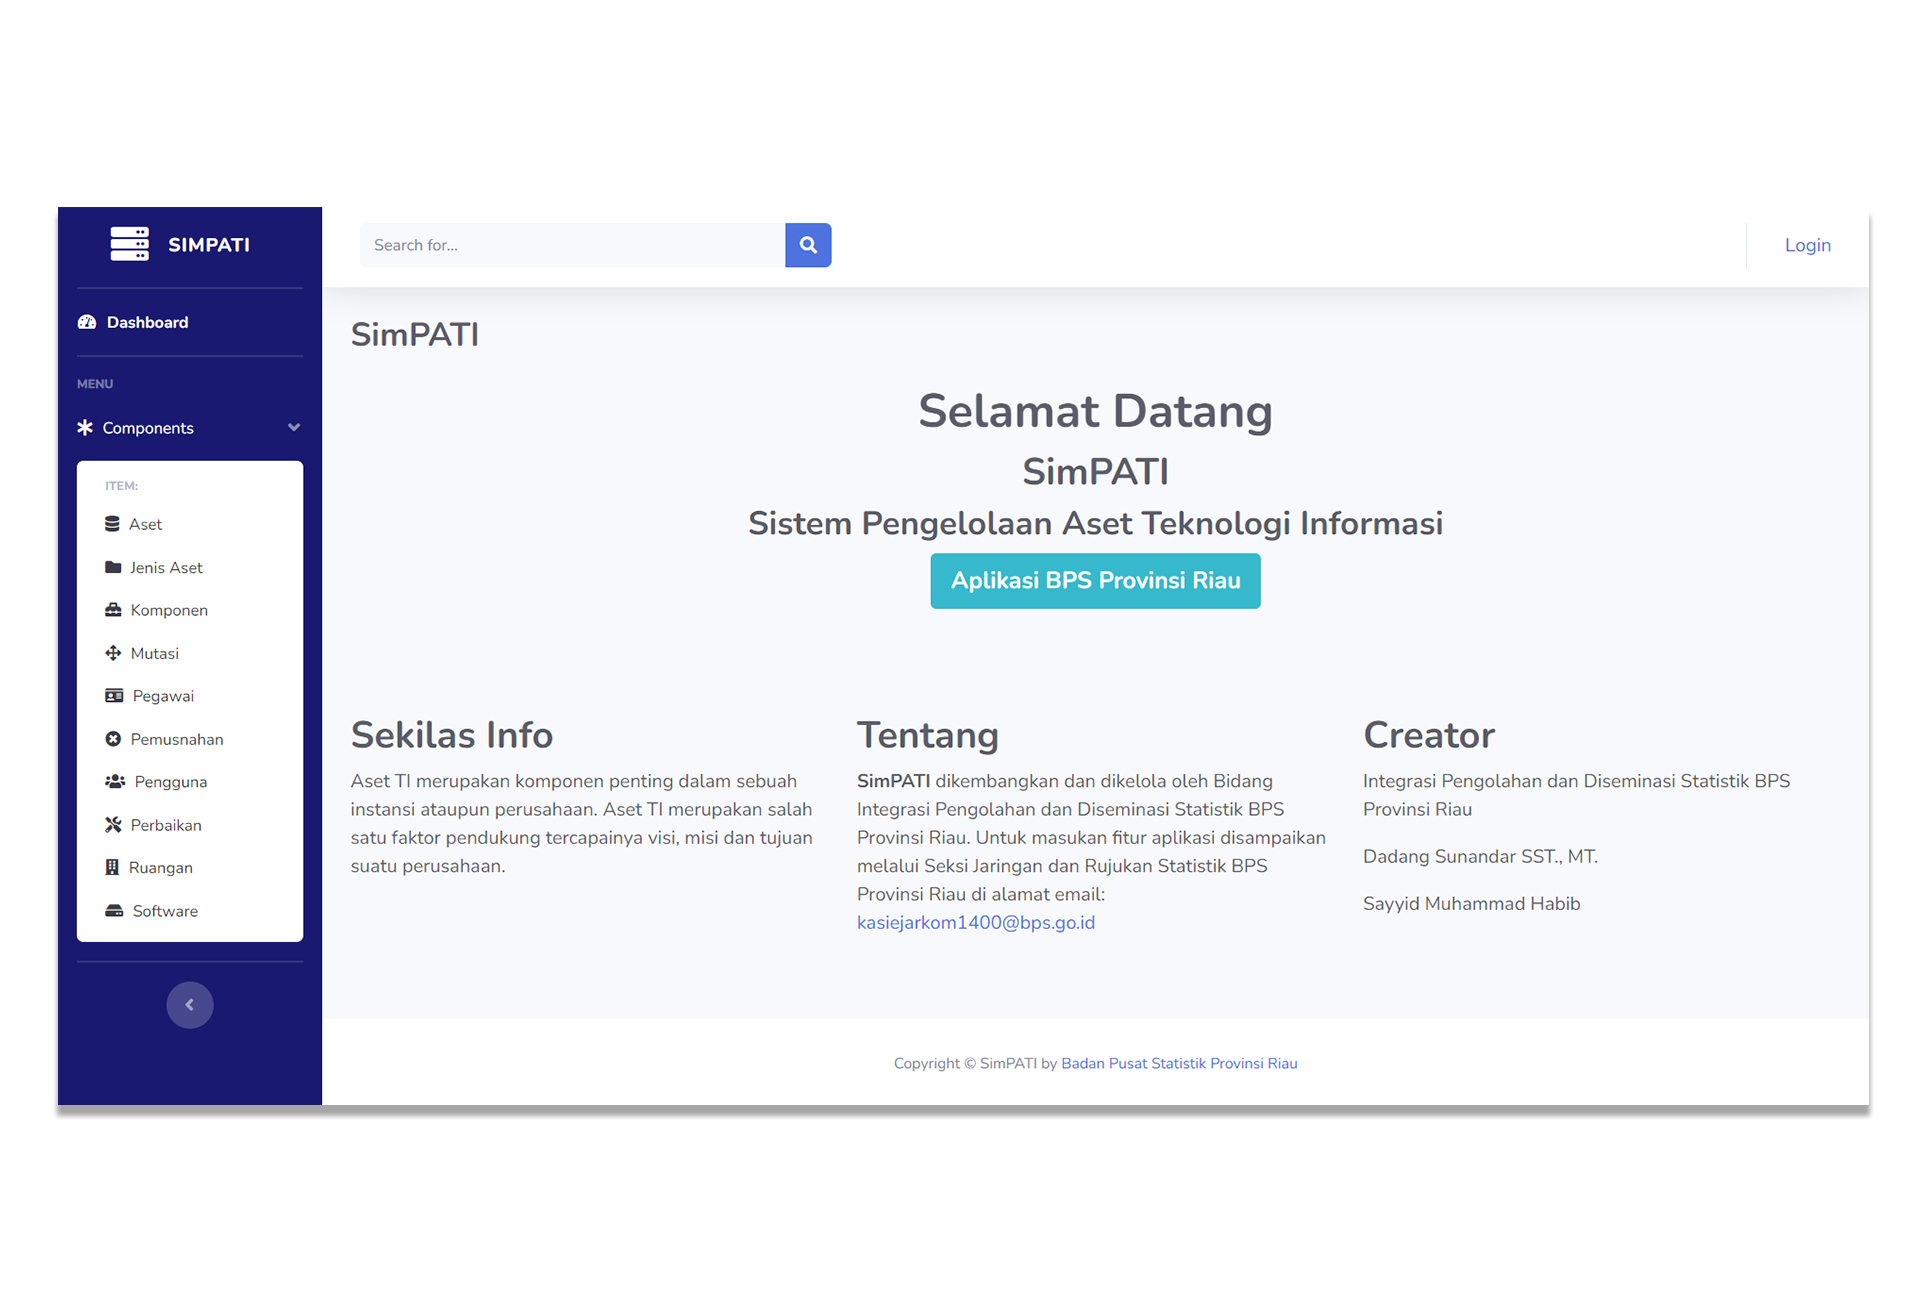 SIMPATI
Dashboard
MENU
Components
ITEM:
Aset
Jenis Aset
Komponen
Mutasi
Pegawai
Pemusnahan
Pengguna
Perbaikan
Ruangan
Software
Search for...
Login
SimPATI
Selamat Datang
SimPATI
Sistem Pengelolaan Aset Teknologi Informasi
Aplikasi BPS Provinsi Riau
Sekilas Info
Aset TI merupakan komponen penting dalam sebuah
instansi ataupun perusahaan. Aset TI merupakan salah
satu faktor pendukung tercapainya visi, misi dan tujuan
suatu perusahaan.
Tentang
SimPATI dikembangkan dan dikelola oleh Bidang
Integrasi Pengolahan dan Diseminasi Statistik BPS
Provinsi Riau. Untuk masukan fitur aplikasi disampaikan
melalui Seksi Jaringan dan Rujukan Statistik BPS
Provinsi Riau di alamat email:
kasiejarkom1400@bps.go.id
Creator
Integrasi Pengolahan dan Diseminasi Statistik BPS
Provinsi Riau
Dadang Sunandar SST., MT.
Sayyid Muhammad Habib
Copyright © SimPATI by Badan Pusat Statistik Provinsi Riau